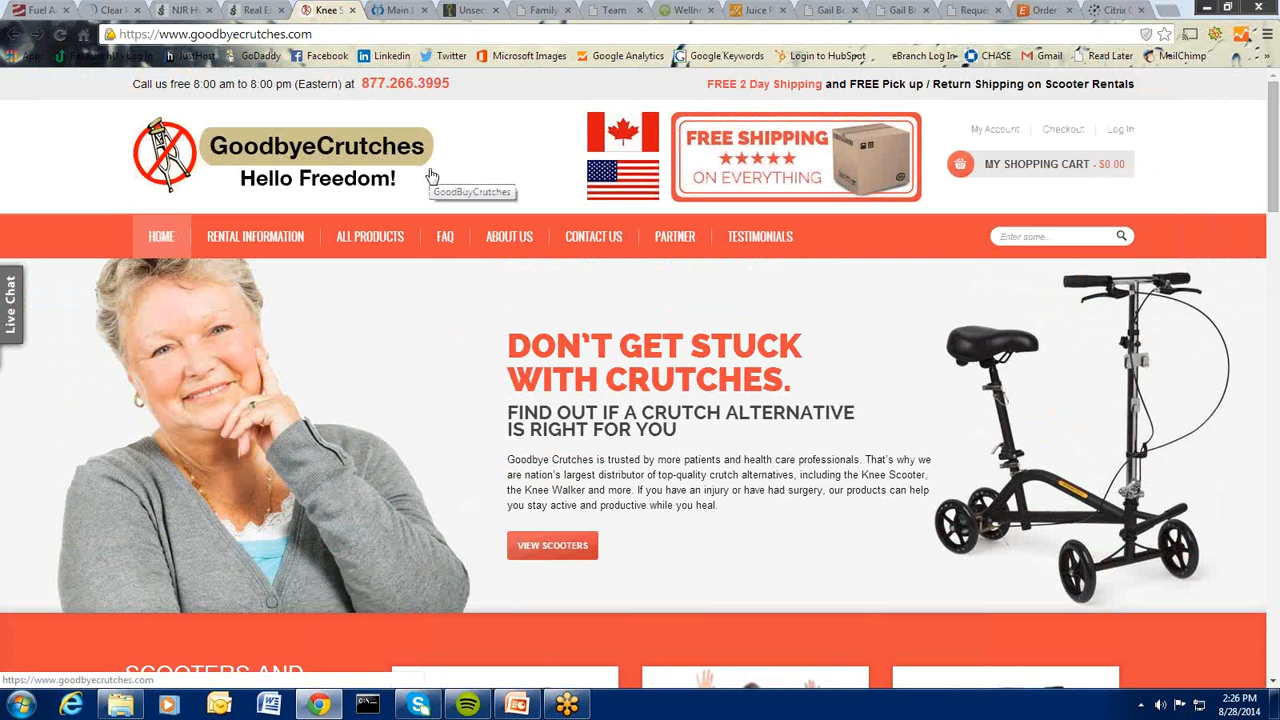 Fuel A
Clear
NJR H
Real Es
Knee S
Main L
Unsec
Family
Team
Wellne
Juice F
Gail Bo
Gail Bo
Reque
Order
Citrix C
https://www.goodbyecrutches.com
Apps
Log In
JustHost
GoDaddy
Facebook
Linkedin
Twitter
Microsoft Images
Google Analytics
Google Keywords
Login to HubSpot
eBranch Log In
CHASE
Gmail
Read Later
MailChimp
Call us free 8:00 am to 8:00 pm (Eastern) at 877.266.3995
FREE 2 Day Shipping and FREE Pick up / Return Shipping on Scooter Rentals
GoodbyeCrutches
Hello Freedom!
GoodBuyCrutches
FREE SHIPPING
ON EVERYTHING
My Account
Checkout
Log In
MY SHOPPING CART - $0.00
HOME
RENTAL INFORMATION
ALL PRODUCTS
FAQ
ABOUT US
CONTACT US
PARTNER
TESTIMONIALS
Enter some...
Live Chat
DON'T GET STUCK
WITH CRUTCHES.
FIND OUT IF A CRUTCH ALTERNATIVE
IS RIGHT FOR YOU
Goodbye Crutches is trusted by more patients and health care professionals. That's why we
are nation's largest distributor of top-quality crutch alternatives, including the Knee Scooter,
the Knee Walker and more. If you have an injury or have had surgery, our products can help
you stay active and productive while you heal.
VIEW SCOOTERS
SCOOTERS AND
https://www.goodbyecrutches.com
2:26 PM
8/28/2014